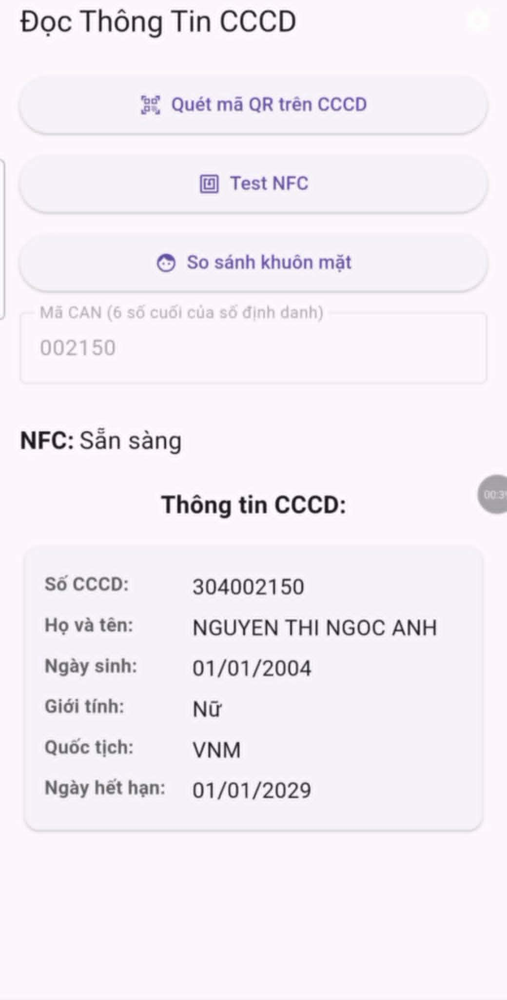 Đọc Thông Tin CCCD
Quét mã QR trên CCCD
Test NFC
So sánh khuôn mặt
Mã CAN (6 số cuối của số định danh)
002150
NFC: Sẵn sàng
Thông tin CCCD:
Số CCCD: 304002150
Họ và tên: NGUYEN THI NGOC ANH
Ngày sinh: 01/01/2004
Giới tính: Nữ
Quốc tịch: VNM
Ngày hết hạn: 01/01/2029